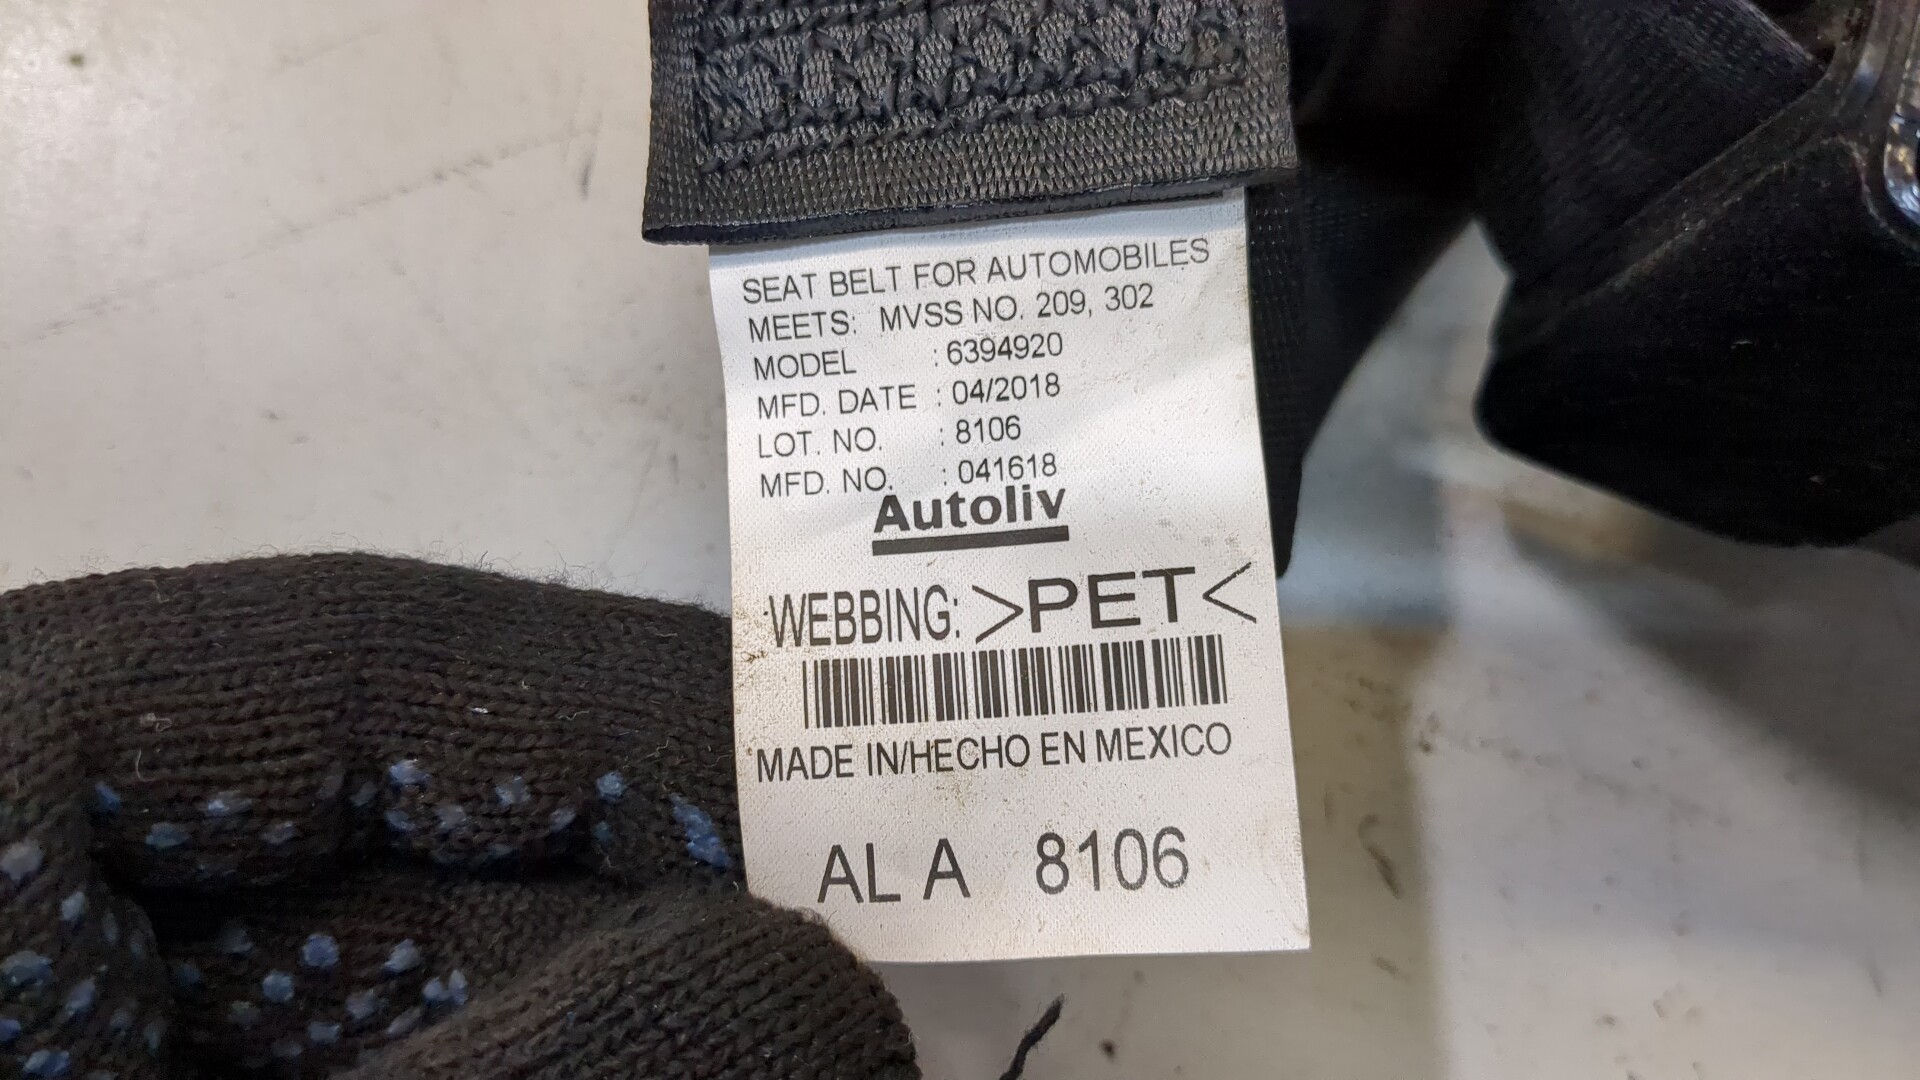 SEAT BELT FOR AUTOMOBILES
MEETS: MVSS NO. 209, 302
MODEL : 6394920
MFD. DATE : 04/2018
LOT. NO. : 8106
MFD. NO. : 041618
Autoliv
WEBBING: >PET<
MADE IN/HECHO EN MEXICO
AL A 8106